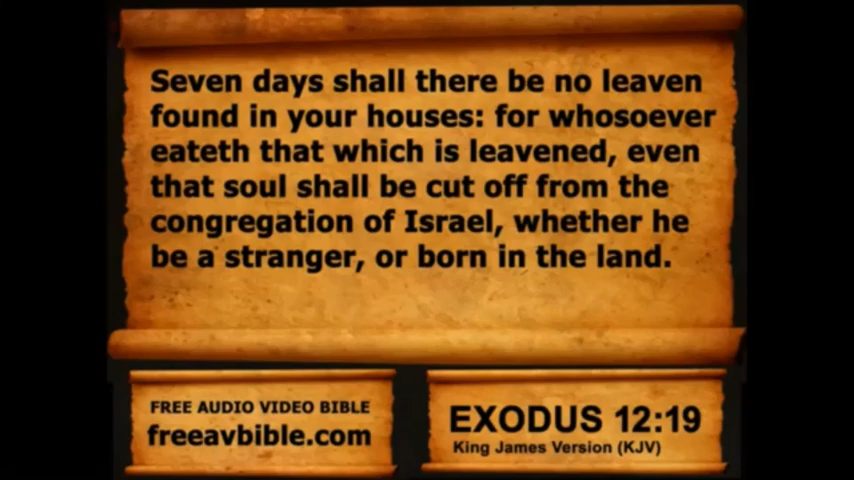 Seven days shall there be no leaven
found in your houses: for whosoever
eateth that which is leavened, even
that soul shall be cut off from the
congregation of Israel, whether he
be a stranger, or born in the land.
FREE AUDIO VIDEO BIBLE
freeavbible.com
EXODUS 12:19
King James Version (KJV)